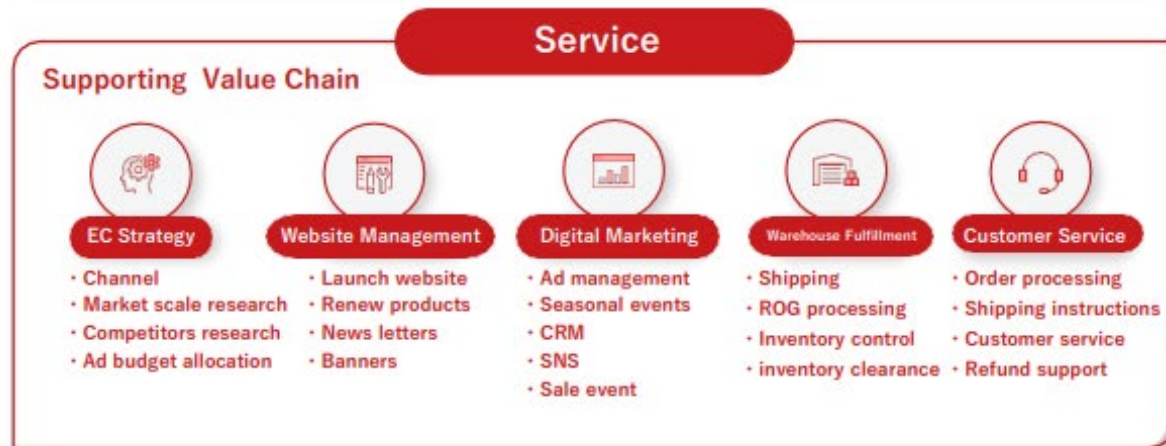 Service
Supporting Value Chain
EC Strategy
・Channel
・Market scale research
・Competitors research
・Ad budget allocation
Website Management
・Launch website
・Renew products
・News letters
・Banners
Digital Marketing
・Ad management
・Seasonal events
・CRM
・SNS
・Sale event
Warehouse Fulfillment
・Shipping
・ROG processing
・Inventory control
・inventory clearance
Customer Service
・Order processing
・Shipping instructions
・Customer service
・Refund support